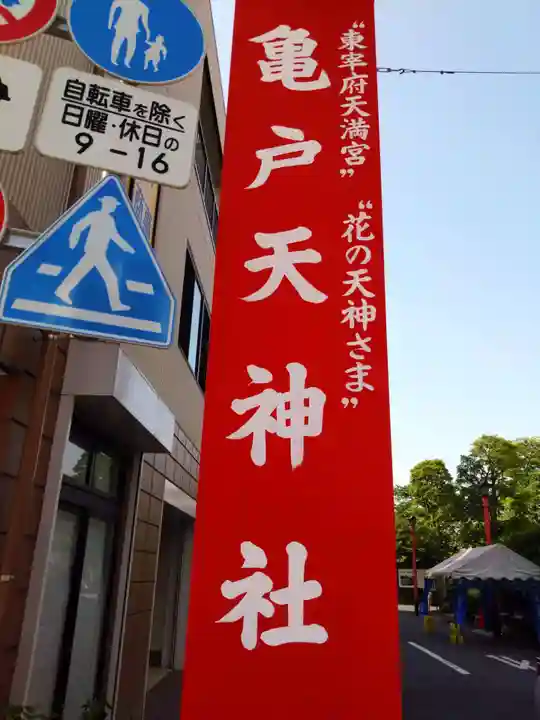 "東宰府天満宮" "花の天神さま"
亀戸天神社
自転車を除く
日曜・休日の
9-16